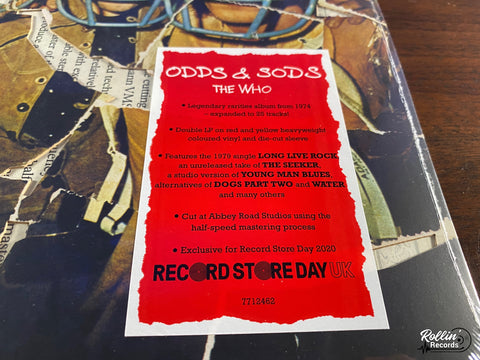 ODDS & SODS
THE WHO
• Legendary rarities album from 1974
– expanded to 25 tracks!
• Double LP on red and yellow heavyweight
coloured vinyl and die-cut sleeve
• Features the 1979 single LONG LIVE ROCK,
an unreleased take of THE SEEKER,
a studio version of YOUNG MAN BLUES,
alternatives of DOGS PART TWO and WATER
and many others
• Cut at Abbey Road Studios using the
half-speed mastering process
• Exclusive for Record Store Day 2020
RECORD STORE DAY UK
7712462
Rollin'
Records